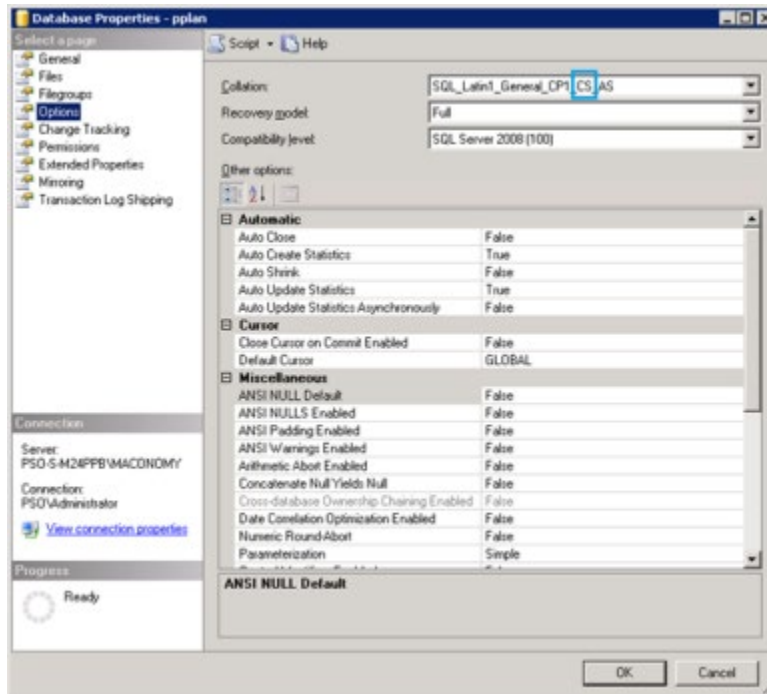 Database Properties - pplan
Select a page
General
Files
Filegroups
Options
Change Tracking
Permissions
Extended Properties
Mirroring
Transaction Log Shipping
Script Help
Collation: SQL_Latin1_General_CP1_CS_AS
Recovery model: Full
Compatibility level: SQL Server 2008 (100)
Other options:
Automatic
Auto Close False
Auto Create Statistics True
Auto Shrink False
Auto Update Statistics True
Auto Update Statistics Asynchronously False
Cursor
Close Cursor on Commit Enabled False
Default Cursor GLOBAL
Miscellaneous
ANSI NULL Default False
ANSI NULLS Enabled False
ANSI Padding Enabled False
ANSI Warnings Enabled False
Arithmetic Abort Enabled False
Concatenate Null Yields Null False
Cross-database Ownership Chaining Enabled False
Date Correlation Optimization Enabled False
Numeric Round-Abort False
Parameterization Simple
ANSI NULL Default
Connection
Server:
PSO-S-M24PPB\MACONOMY
Connection:
PSO\Administrator
View connection properties
Progress
Ready
OK Cancel